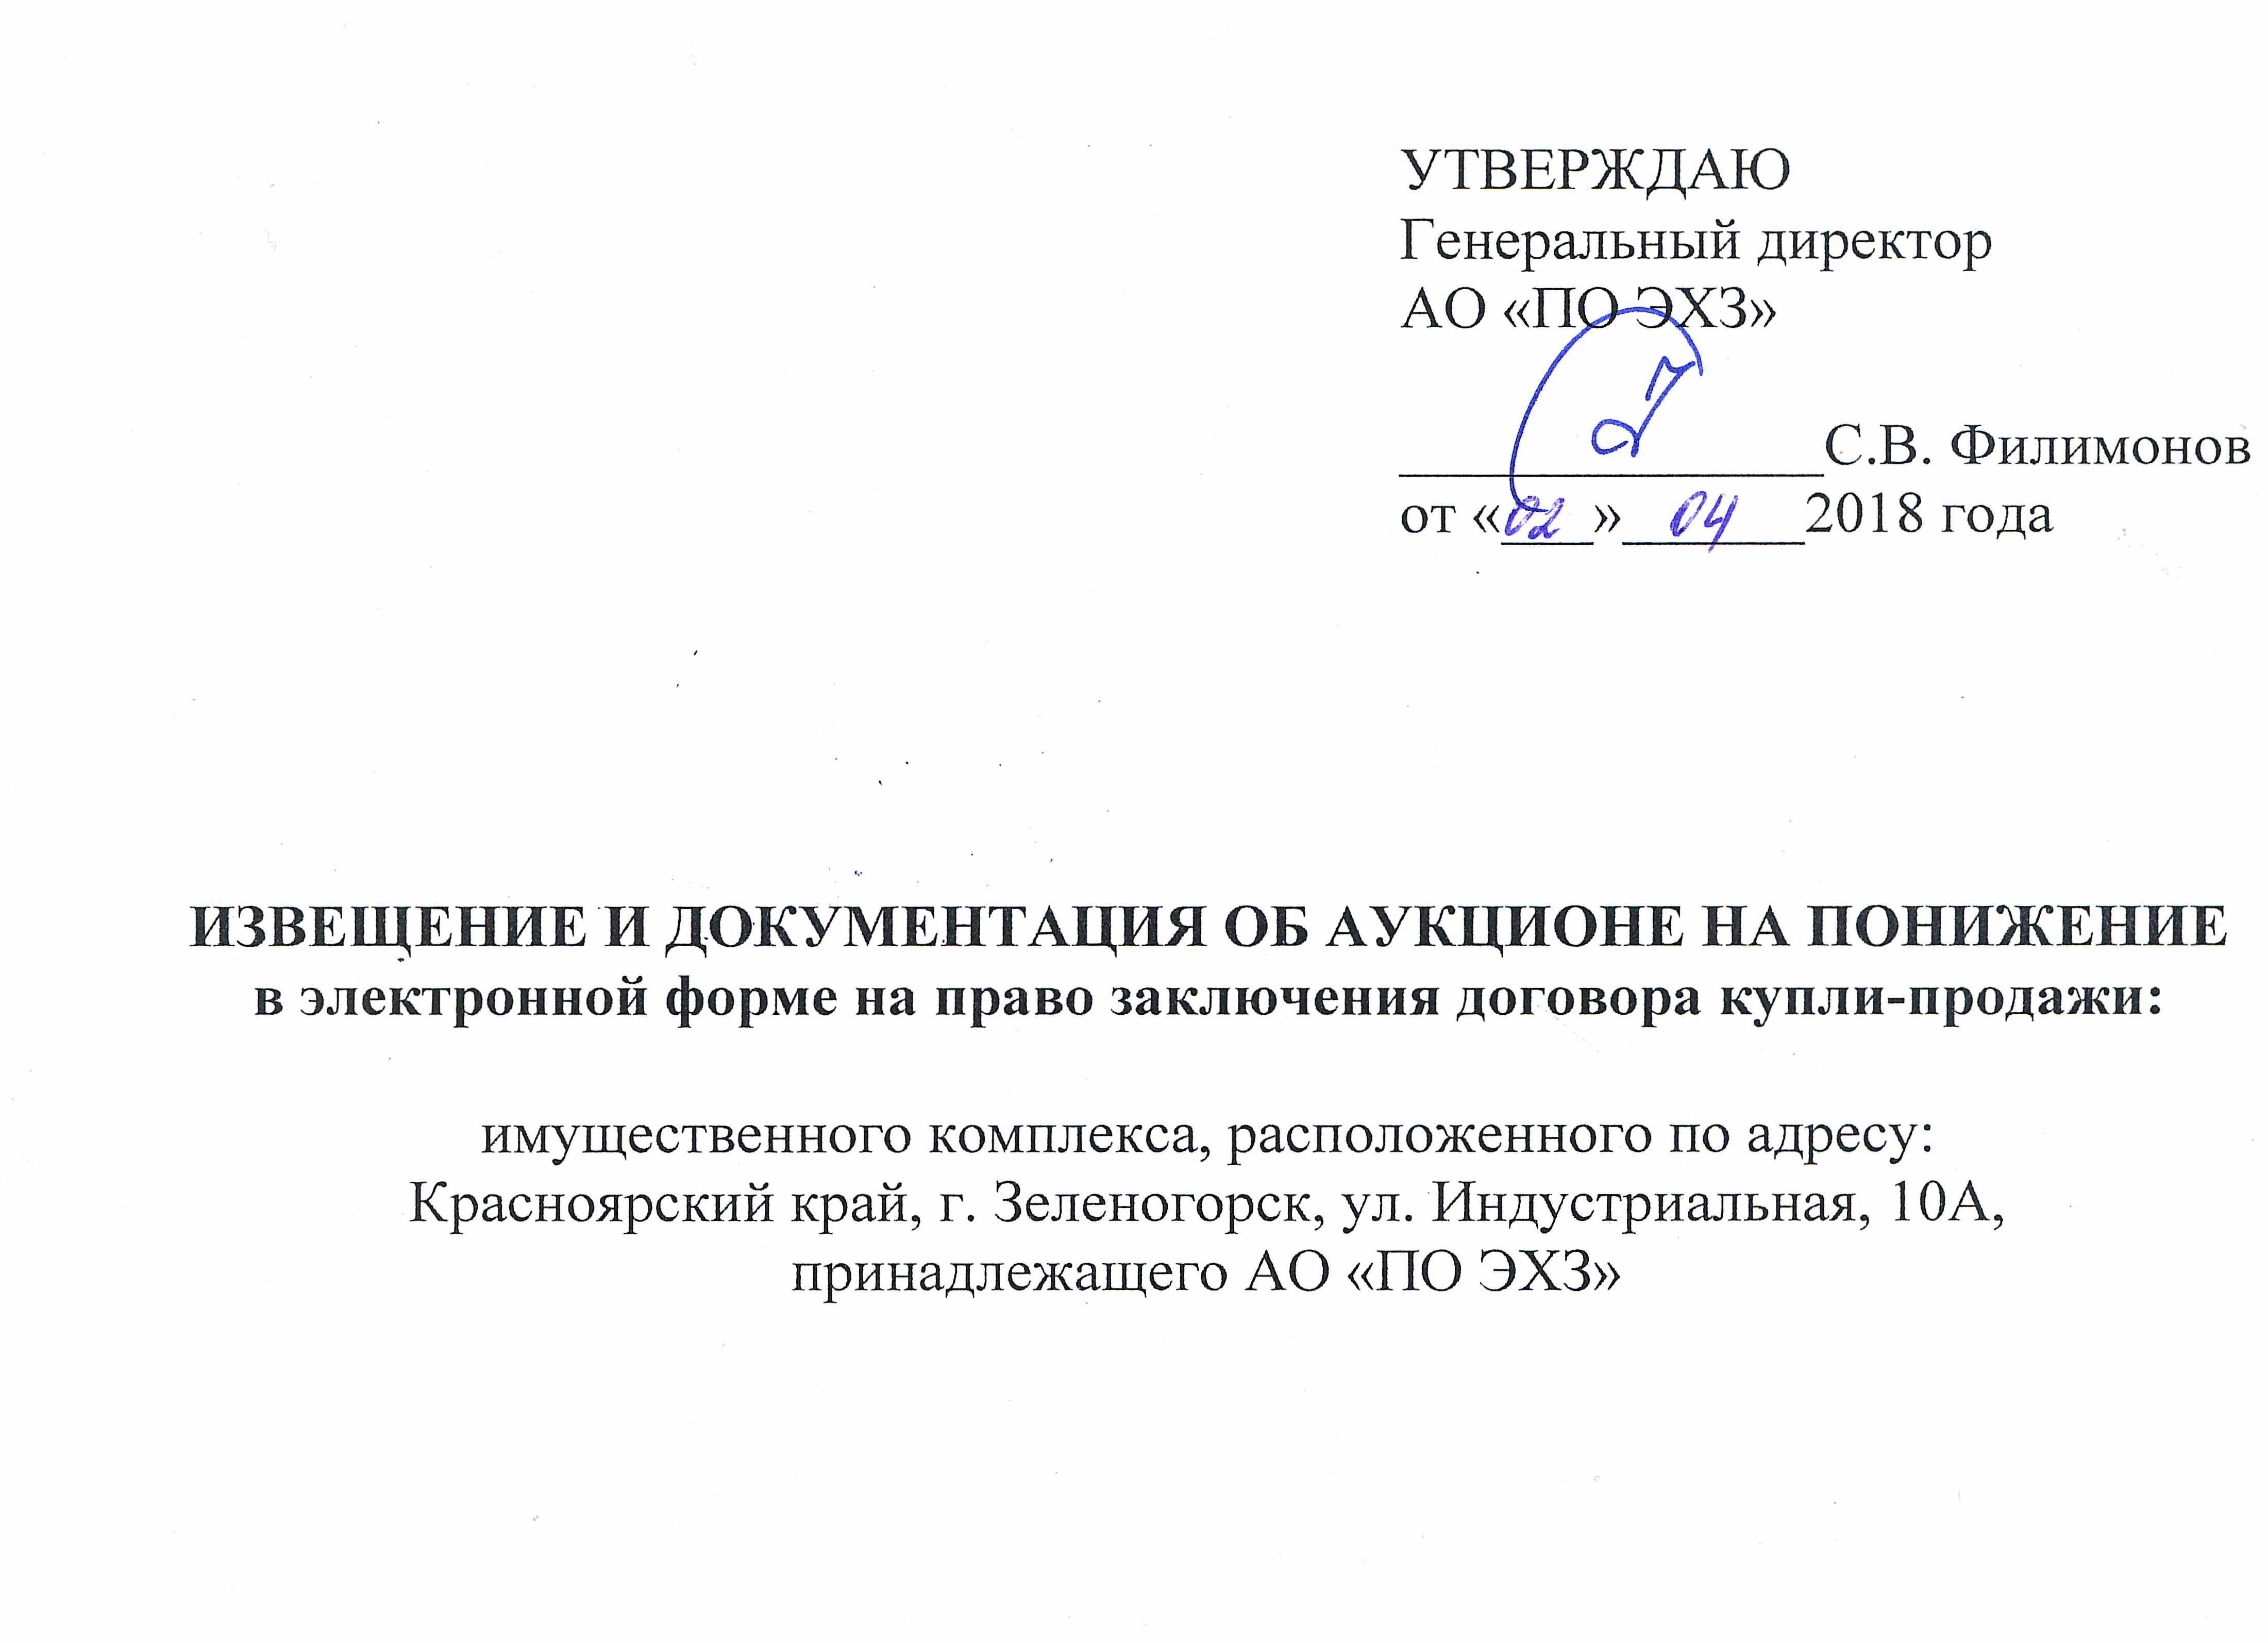 УТВЕРЖДАЮ
Генеральный директор
АО «ПО ЭХЗ»
С.В. Филимонов
от «02» 04 2018 года
ИЗВЕЩЕНИЕ И ДОКУМЕНТАЦИЯ ОБ АУКЦИОНЕ НА ПОНИЖЕНИЕ
в электронной форме на право заключения договора купли-продажи:
имущественного комплекса, расположенного по адресу:
Красноярский край, г. Зеленогорск, ул. Индустриальная, 10А,
принадлежащего АО «ПО ЭХЗ»